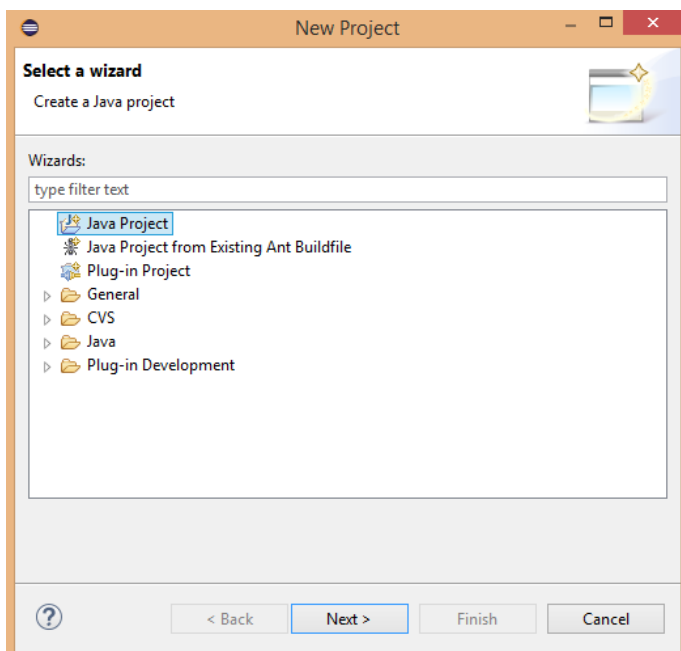 New Project
Select a wizard
Create a Java project
Wizards:
type filter text
Java Project
Java Project from Existing Ant Buildfile
Plug-in Project
General
CVS
Java
Plug-in Development
< Back Next > Finish Cancel